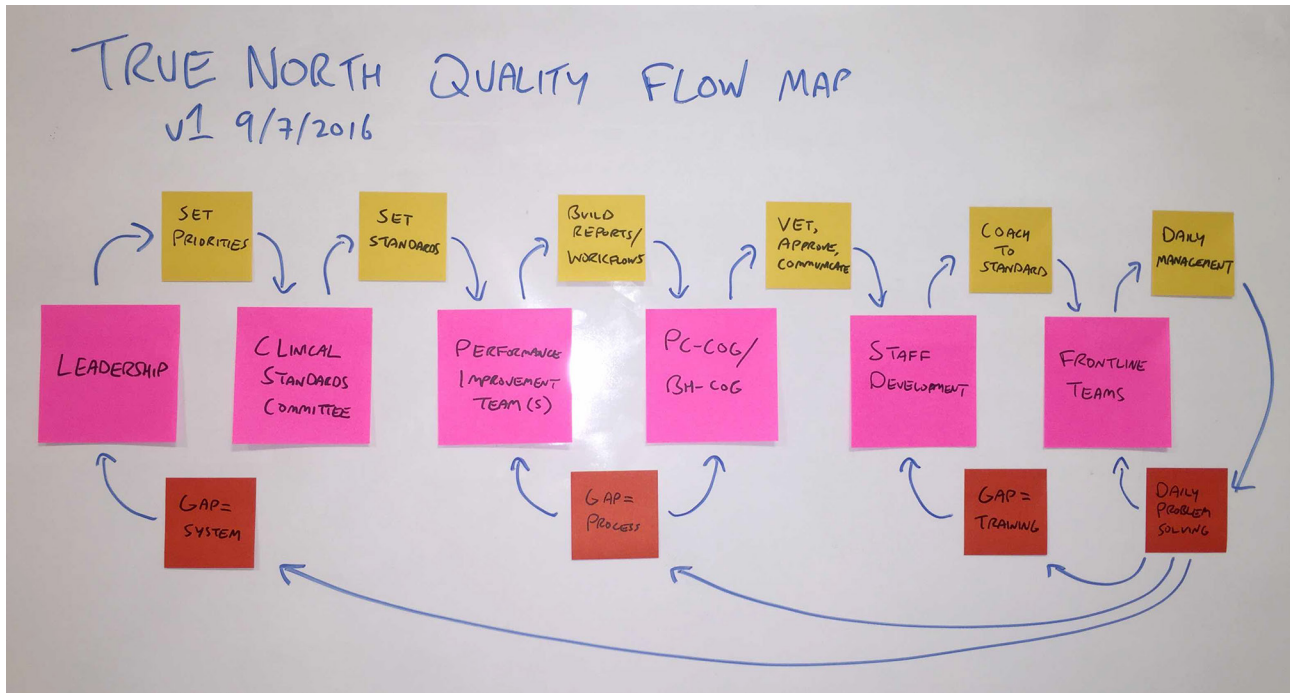 TRUE NORTH QUALITY FLOW MAP
v1 9/7/2016
SET
PRIORITIES
SET
STANDARDS
BUILD
REPORTS/
WORKFLOWS
VET,
APPROVE,
COMMUNICATE
COACH
TO
STANDARD
DAILY
MANAGEMENT
LEADERSHIP
CLINICAL
STANDARDS
COMMITTEE
PERFORMANCE
IMPROVEMENT
TEAM(S)
PC-COG/
BH-COG
STAFF
DEVELOPMENT
FRONTLINE
TEAMS
GAP=
SYSTEM
GAP=
PROCESS
GAP=
TRAINING
DAILY
PROBLEM
SOLVING